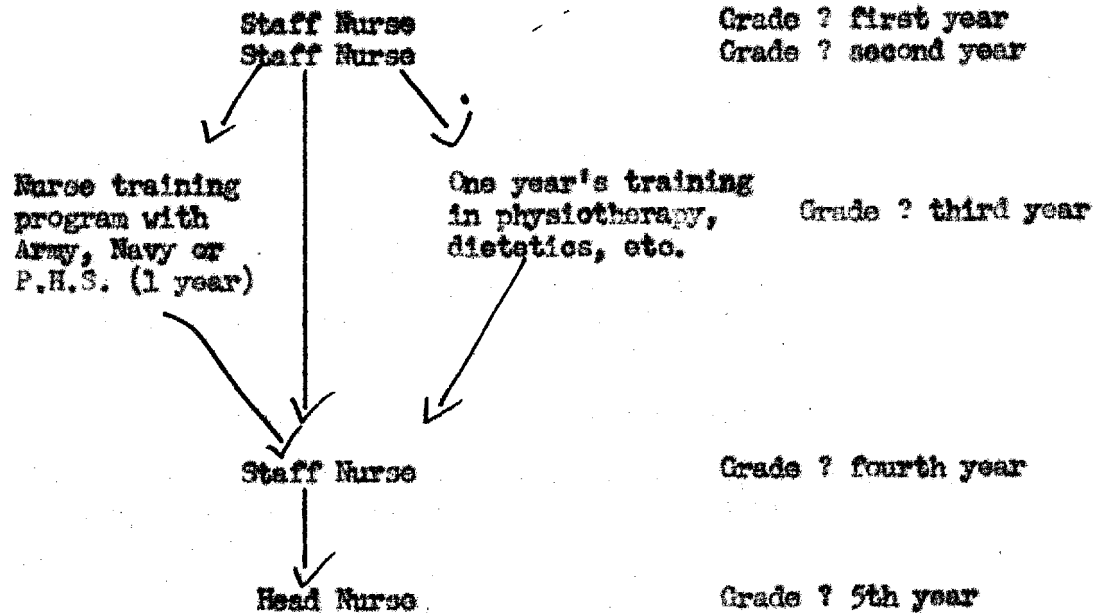 Staff Nurse Grade ? first year
Staff Nurse Grade ? second year
Nurse training
program with
Army, Navy or
P.H.S. (1 year)
One year's training
in physiotherapy,
dietetics, etc.
Grade ? third year
Staff Nurse Grade ? fourth year
Head Nurse Grade ? 5th year